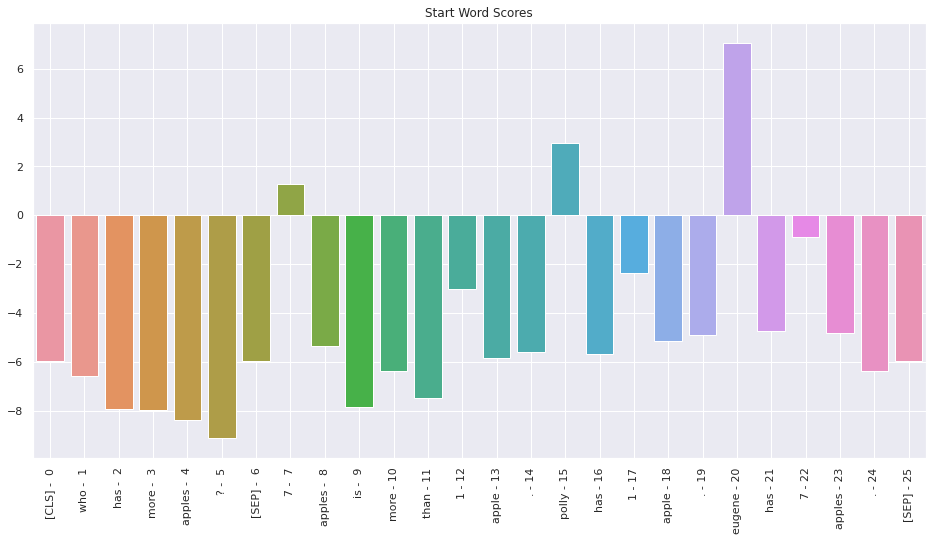 Start Word Scores
6
4
2
0
−2
−4
−6
−8
[CLS] - 0
who - 1
has - 2
more - 3
apples - 4
? - 5
[SEP] - 6
7 - 7
apples - 8
is - 9
more - 10
than - 11
1 - 12
apple - 13
. - 14
polly - 15
has - 16
1 - 17
apple - 18
. - 19
eugene - 20
has - 21
7 - 22
apples - 23
. - 24
[SEP] - 25